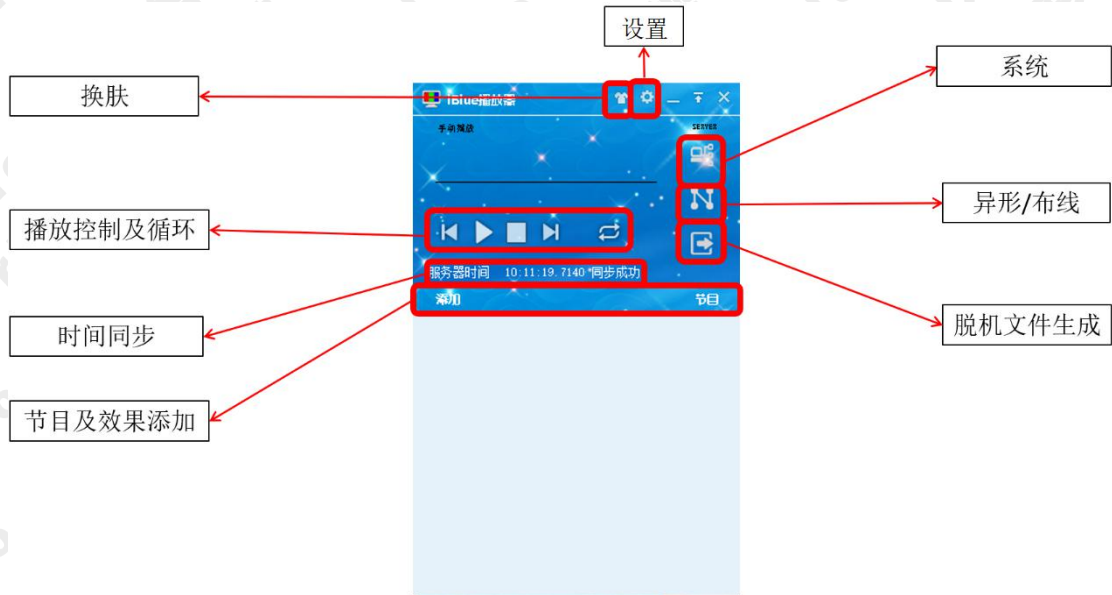 设置
系统
换肤
iBlue播放器
手动播放
SERVER
异形/布线
播放控制及循环
服务器时间 10:11:19.7140 *同步成功
添加 节目
时间同步
脱机文件生成
节目及效果添加